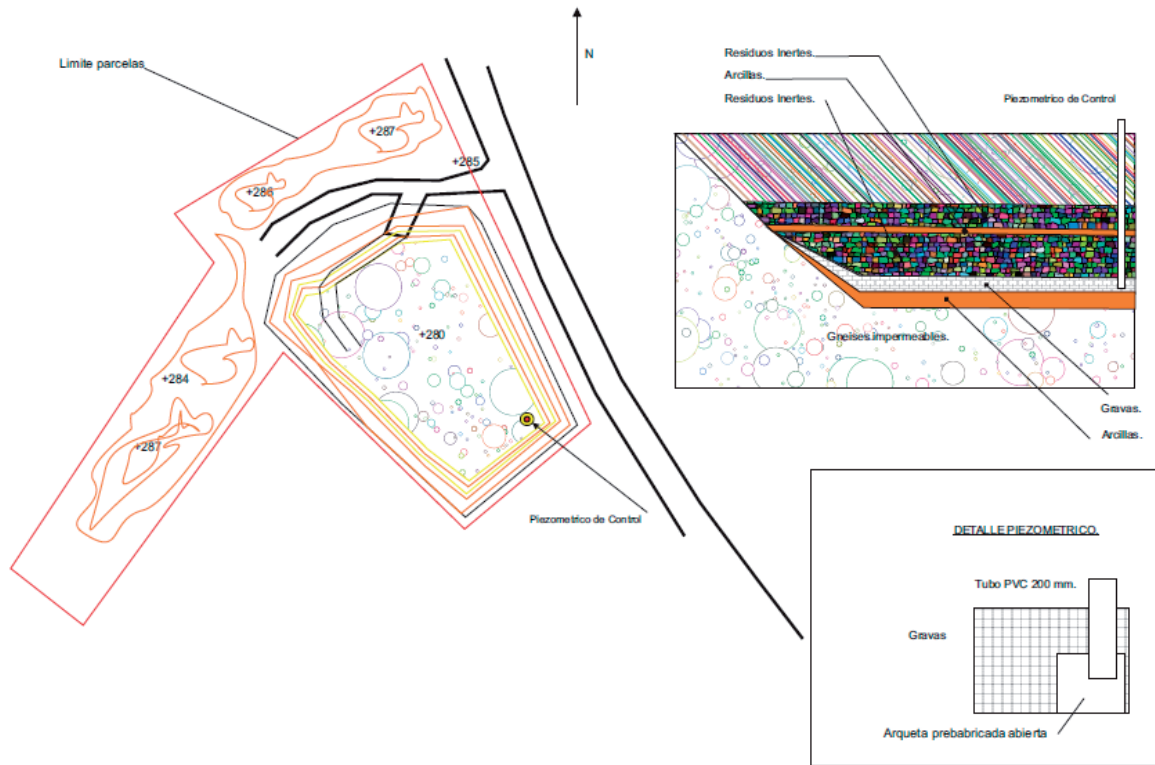 Limite parcelas
N
+287
+286
+285
+280
+284
+287
Piezometrico de Control
Residuos Inertes.
Arcillas.
Residuos Inertes.
Piezometrico de Control
Gneises impermeables.
Gravas.
Arcillas.
DETALLE PIEZOMETRICO.
Tubo PVC 200 mm.
Gravas
Arqueta prebabricada abierta